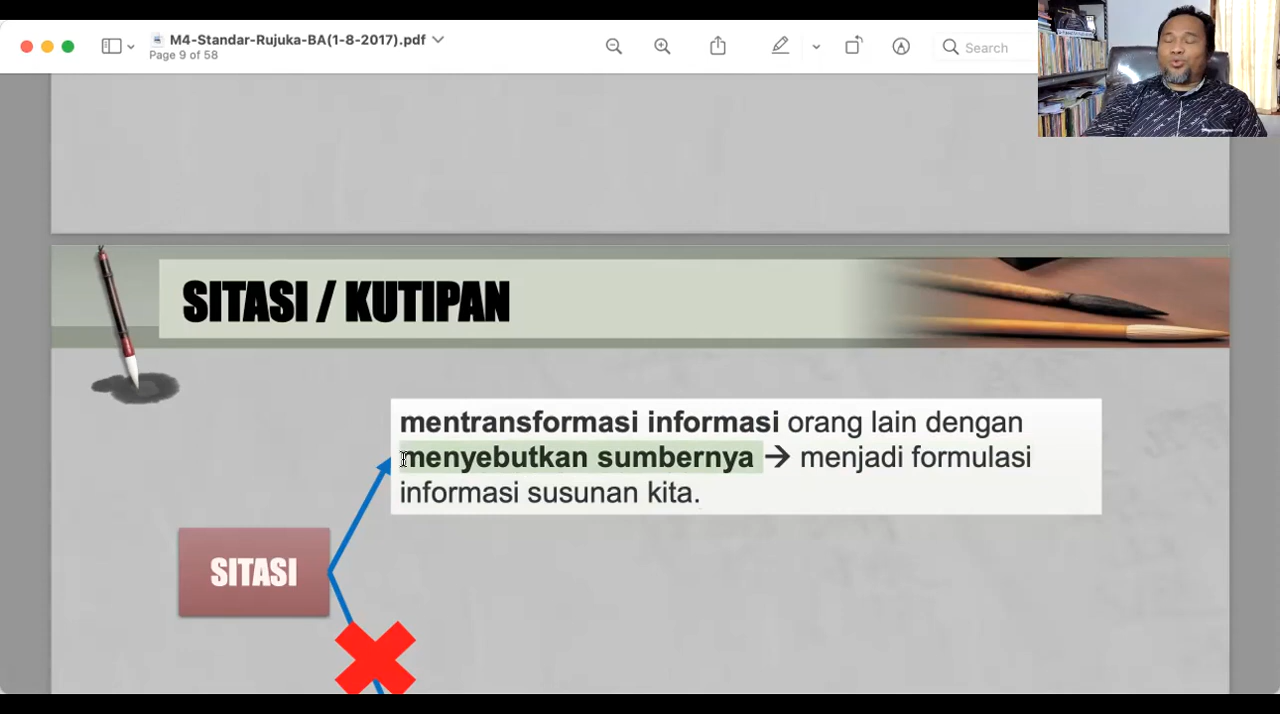 M4-Standar-Rujuka-BA(1-8-2017).pdf
Page 9 of 58
Search
SITASI / KUTIPAN
mentransformasi informasi orang lain dengan
menyebutkan sumbernya → menjadi formulasi
informasi susunan kita.
SITASI